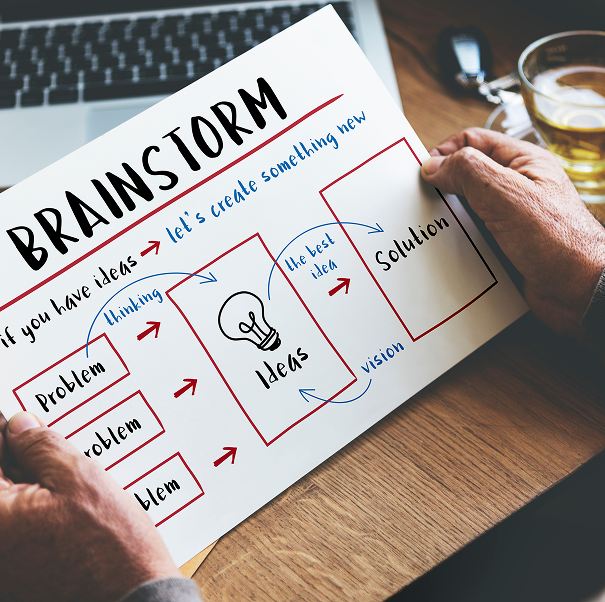 BRAINSTORM
if you have ideas let's create something new
thinking
the best
idea
Problem
roblem
blem
Ideas
vision
Solution